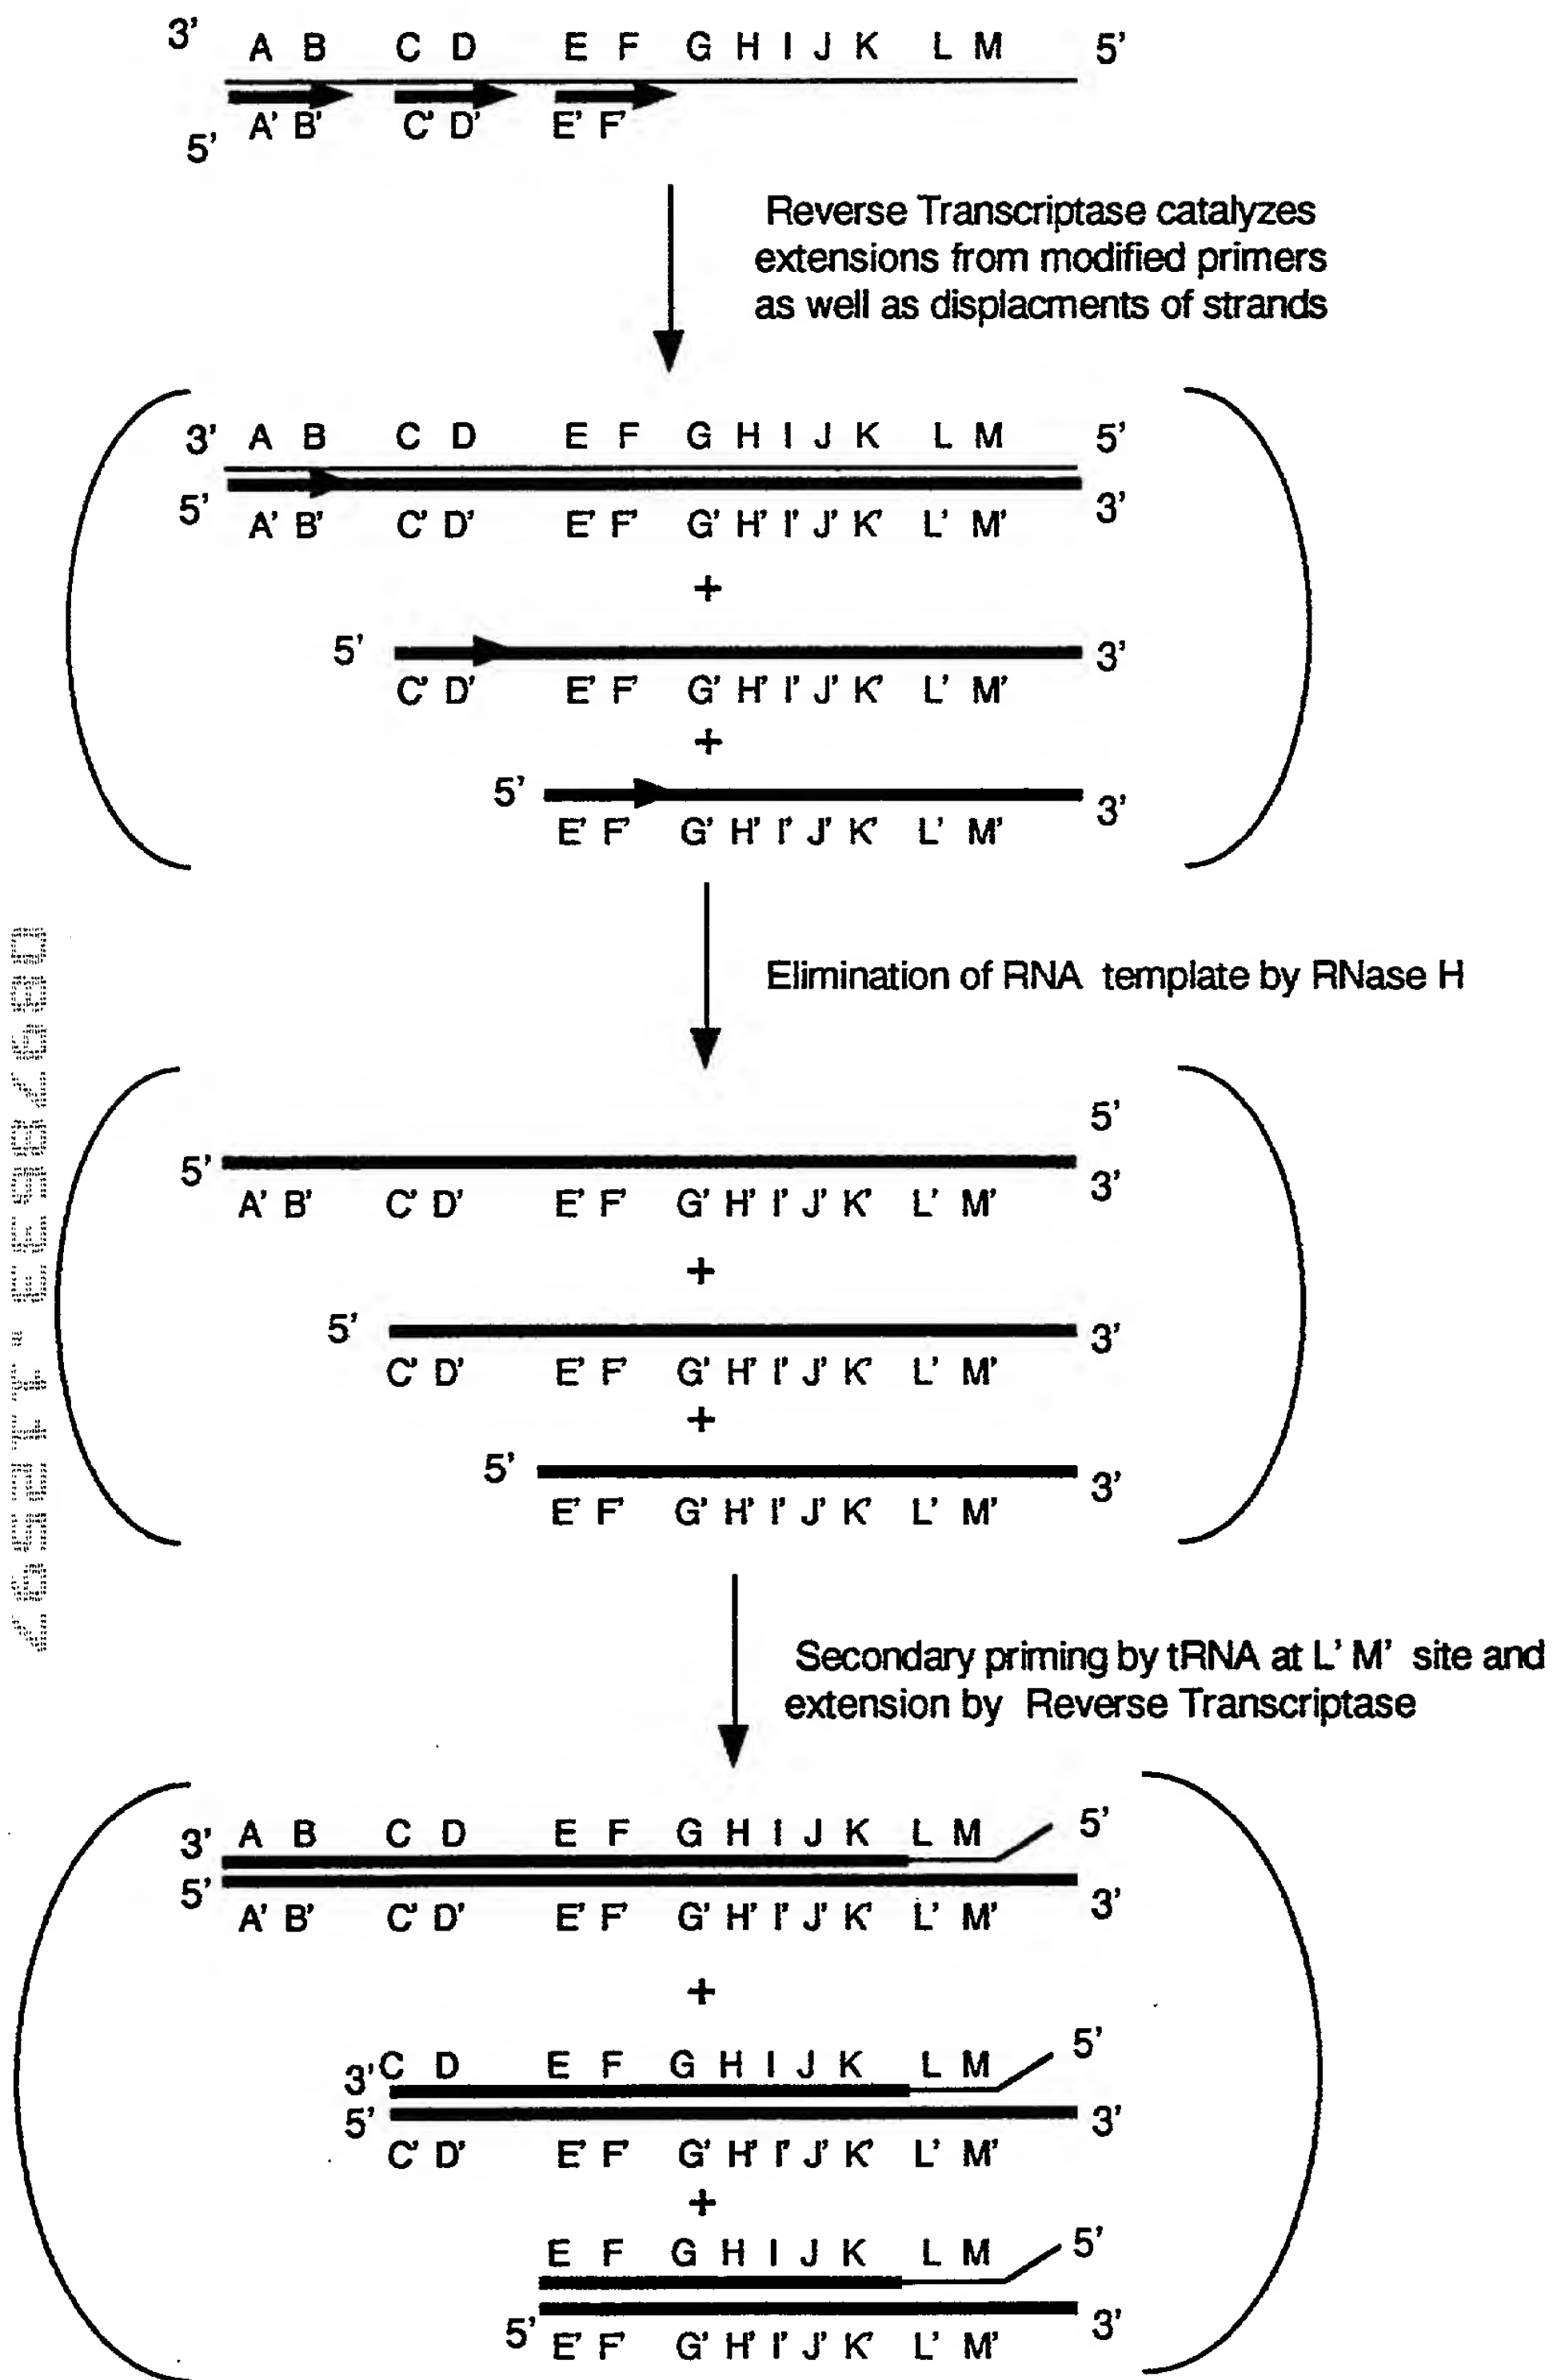 3' A B C D E F G H I J K L M 5'
5' A' B' C' D' E' F'
Reverse Transcriptase catalyzes
extensions from modified primers
as well as displacments of strands
3' A B C D E F G H I J K L M 5'
5' A' B' C' D' E' F' G' H' I' J' K' L' M' 3'
+
5' 3'
C' D' E' F' G' H' I' J' K' L' M'
+
5' 3'
E' F' G' H' I' J' K' L' M'
Elimination of RNA template by RNase H
5'
5' 3'
A' B' C' D' E' F' G' H' I' J' K' L' M'
+
5' 3'
C' D' E' F' G' H' I' J' K' L' M'
+
5' 3'
E' F' G' H' I' J' K' L' M'
Secondary priming by tRNA at L' M' site and
extension by Reverse Transcriptase
3' A B C D E F G H I J K L M 5'
5' 3'
A' B' C' D' E' F' G' H' I' J' K' L' M'
+
3' C D E F G H I J K L M 5'
5' 3'
C' D' E' F' G' H' I' J' K' L' M'
+
E F G H I J K L M 5'
5' 3'
E' F' G' H' I' J' K' L' M'